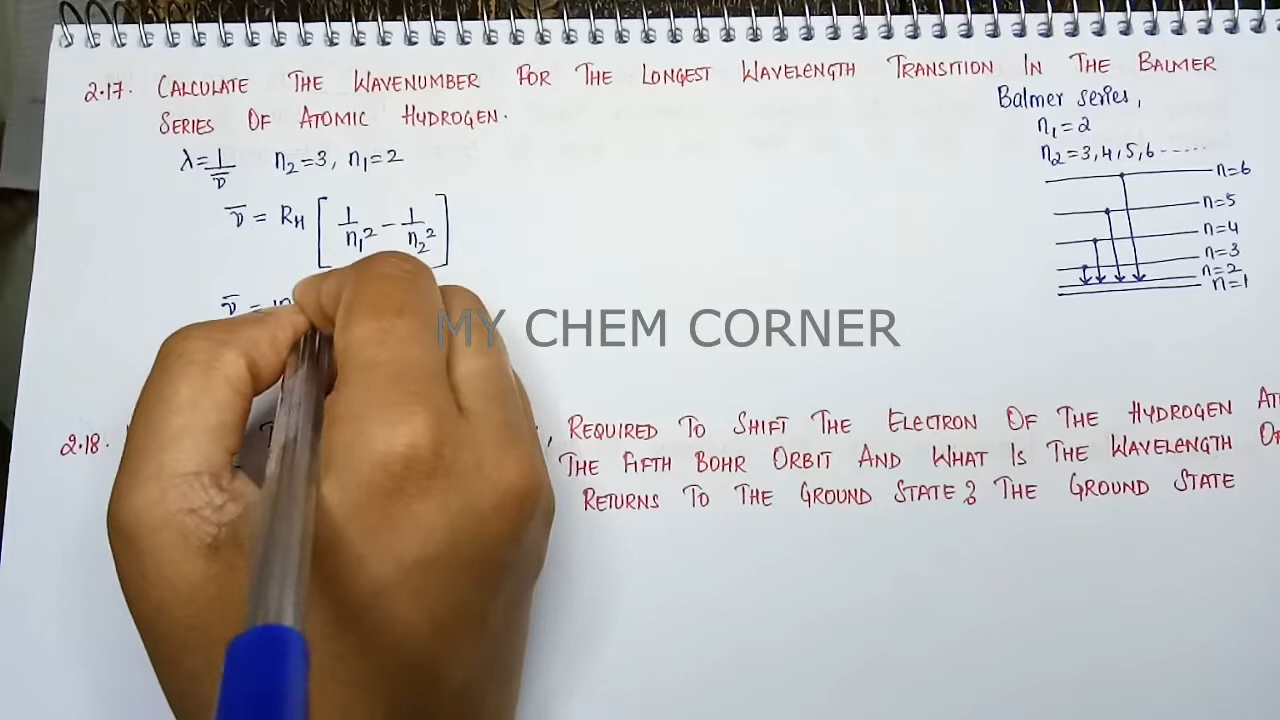 2.17. CALCULATE THE WAVENUMBER FOR THE LONGEST WAVELENGTH TRANSITION IN THE BALMER
SERIES OF ATOMIC HYDROGEN.
λ = 1/ν̅ n₂ = 3, n₁ = 2
ν̅ = R_H [ 1/n₁² − 1/n₂² ]
ν̅ = 10
Balmer series,
n₁ = 2
n₂ = 3, 4, 5, 6 ------
n=6
n=5
n=4
n=3
n=2
n=1
MY CHEM CORNER
2.18. , REQUIRED TO SHIFT THE ELECTRON OF THE HYDROGEN
THE FIFTH BOHR ORBIT AND WHAT IS THE WAVELENGTH
RETURNS TO THE GROUND STATE? THE GROUND STATE